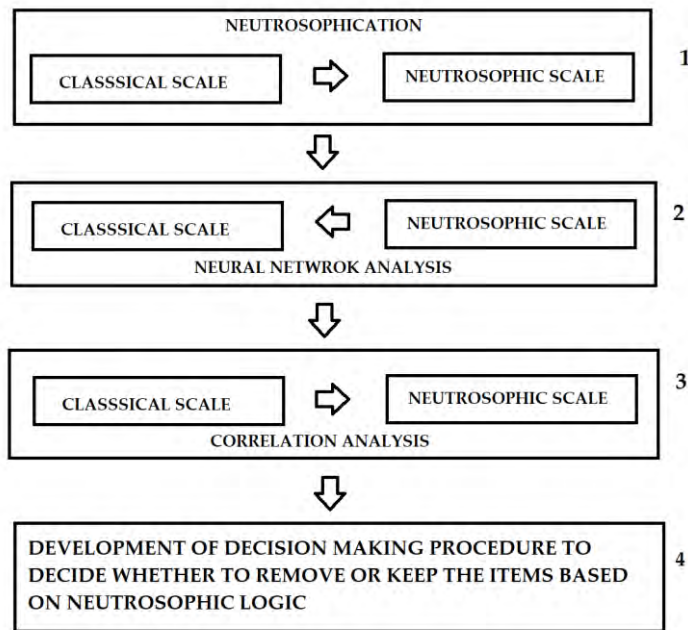 NEUTROSOPHICATION
CLASSSICAL SCALE
NEUTROSOPHIC SCALE
1
CLASSSICAL SCALE
NEUTROSOPHIC SCALE
2
NEURAL NETWROK ANALYSIS
CLASSSICAL SCALE
NEUTROSOPHIC SCALE
3
CORRELATION ANALYSIS
DEVELOPMENT OF DECISION MAKING PROCEDURE TO
DECIDE WHETHER TO REMOVE OR KEEP THE ITEMS BASED
ON NEUTROSOPHIC LOGIC
4